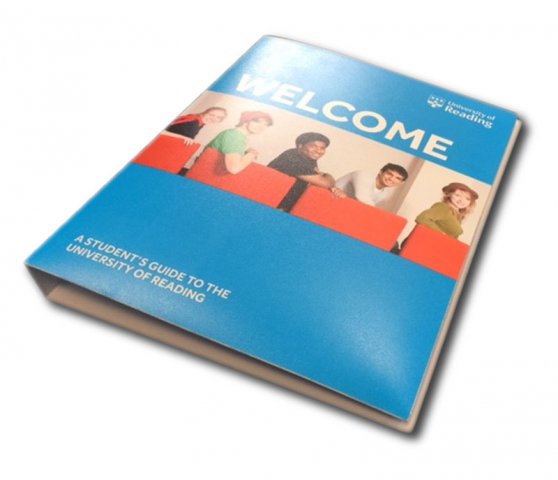 University of
Reading
WELCOME
A STUDENT'S GUIDE TO THE
UNIVERSITY OF READING